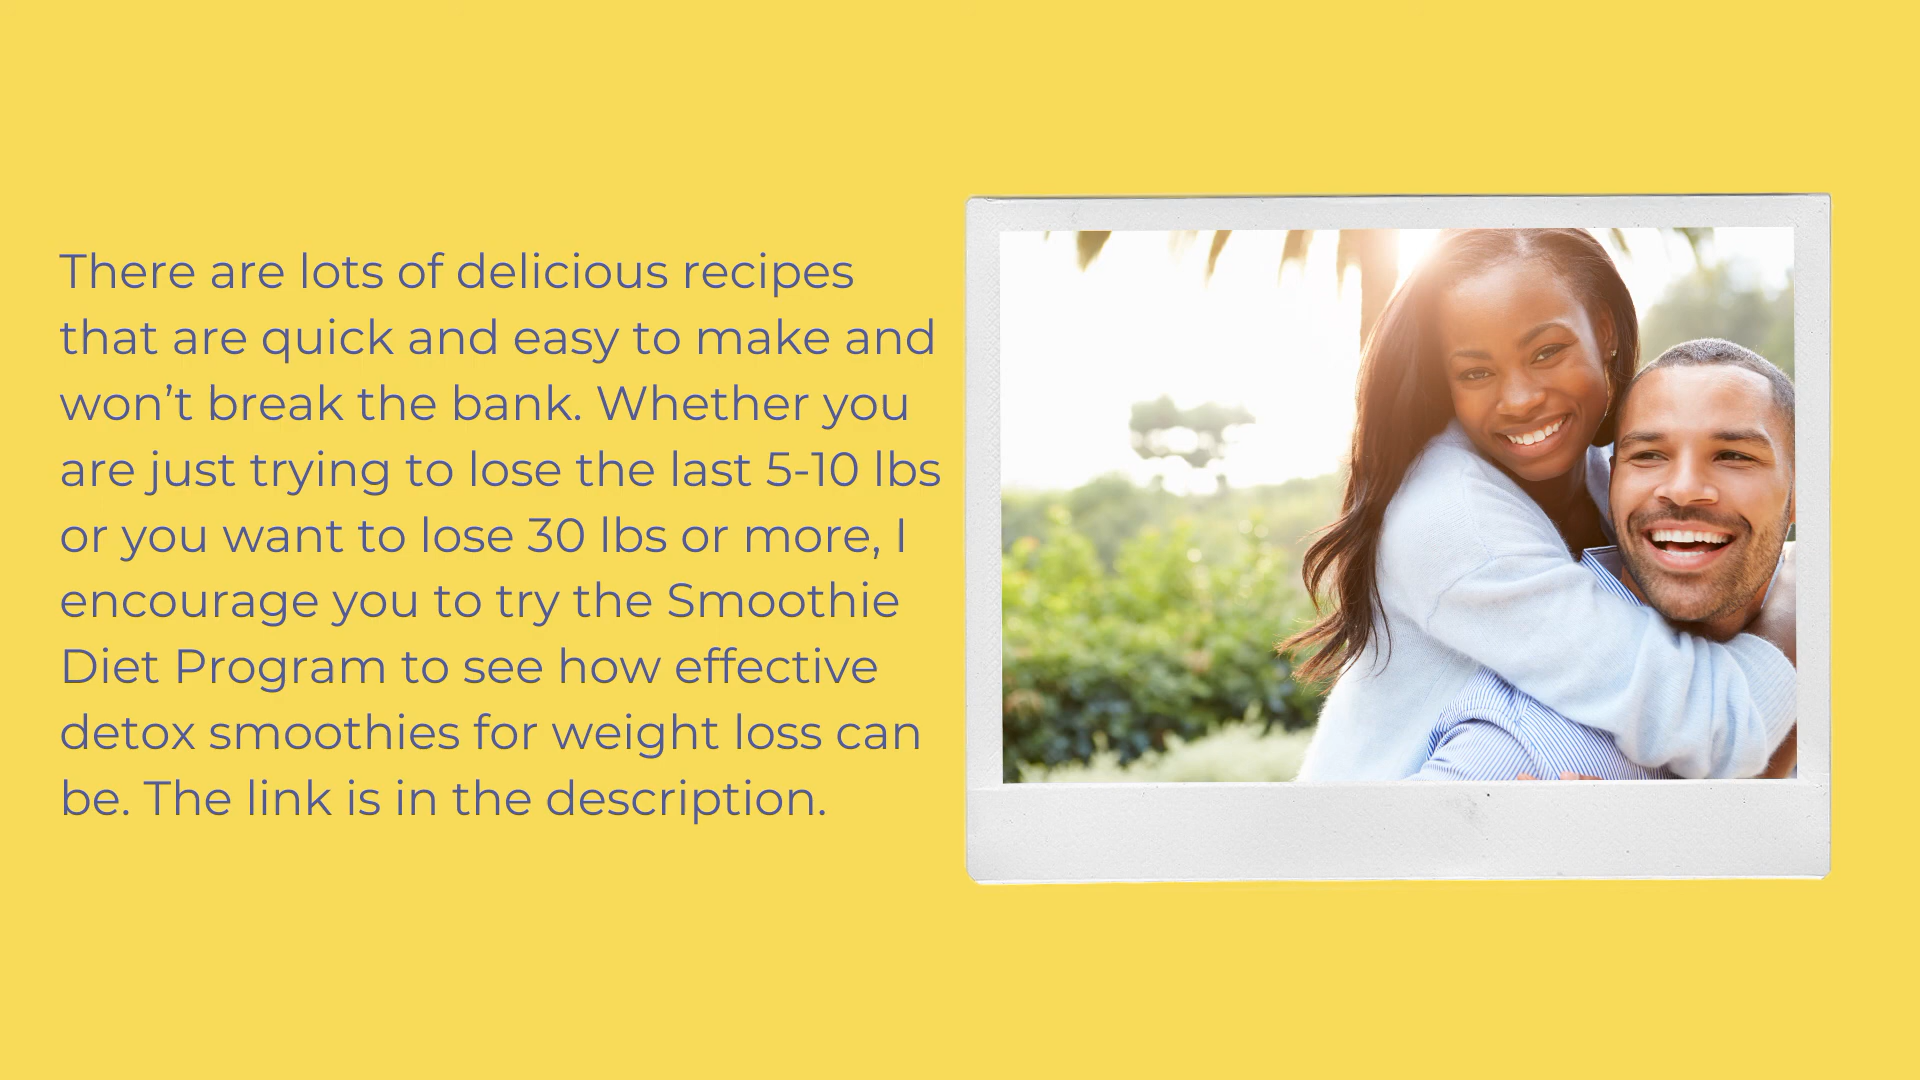 There are lots of delicious recipes
that are quick and easy to make and
won’t break the bank. Whether you
are just trying to lose the last 5-10 lbs
or you want to lose 30 lbs or more, I
encourage you to try the Smoothie
Diet Program to see how effective
detox smoothies for weight loss can
be. The link is in the description.